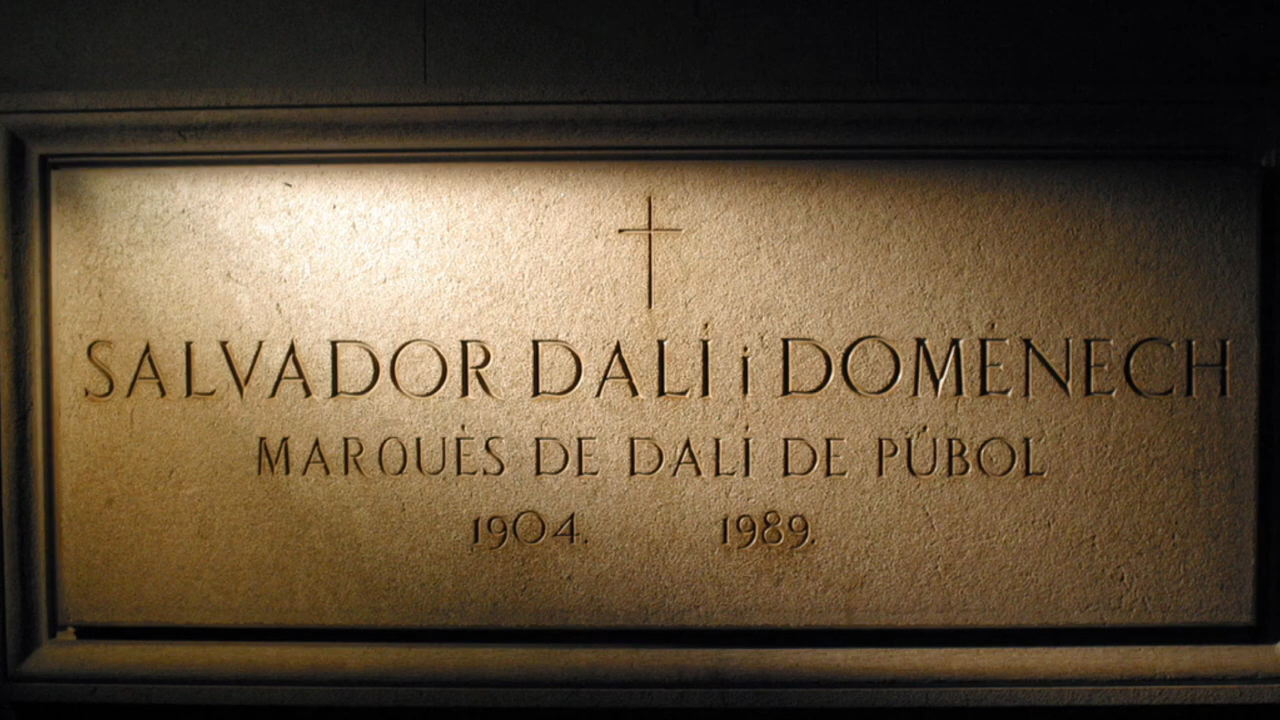 SALVADOR DALÍ i DOMÈNECH
MARQUÈS DE DALÍ DE PÚBOL
1904. 1989.